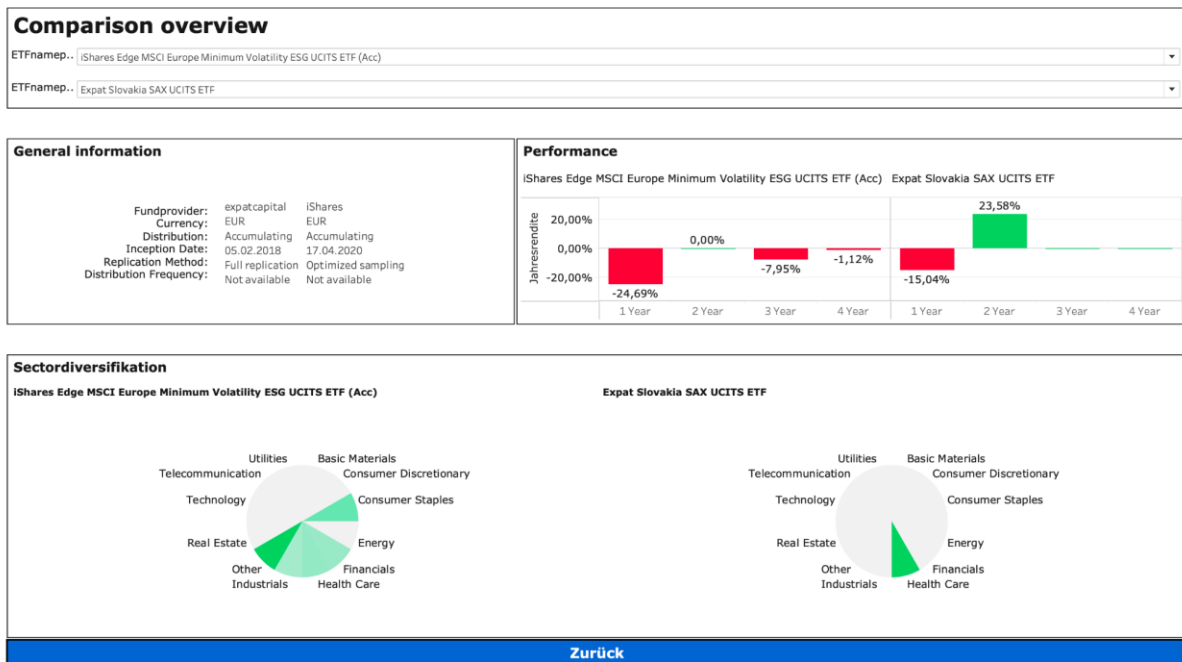 Comparison overview
ETFnamep.. iShares Edge MSCI Europe Minimum Volatility ESG UCITS ETF (Acc)
ETFnamep.. Expat Slovakia SAX UCITS ETF
General information
Fundprovider: expatcapital iShares
Currency: EUR EUR
Distribution: Accumulating Accumulating
Inception Date: 05.02.2018 17.04.2020
Replication Method: Full replication Optimized sampling
Distribution Frequency: Not available Not available
Performance
iShares Edge MSCI Europe Minimum Volatility ESG UCITS ETF (Acc) Expat Slovakia SAX UCITS ETF
Jahresrendite
20,00%
0,00%
-20,00%
-24,69%
0,00%
-7,95%
-1,12%
-15,04%
23,58%
1 Year 2 Year 3 Year 4 Year 1 Year 2 Year 3 Year 4 Year
Sectordiversifikation
iShares Edge MSCI Europe Minimum Volatility ESG UCITS ETF (Acc)
Utilities Basic Materials
Telecommunication Consumer Discretionary
Technology Consumer Staples
Real Estate Energy
Other Financials
Industrials Health Care
Expat Slovakia SAX UCITS ETF
Utilities Basic Materials
Telecommunication Consumer Discretionary
Technology Consumer Staples
Real Estate Energy
Other Financials
Industrials Health Care
Zurück